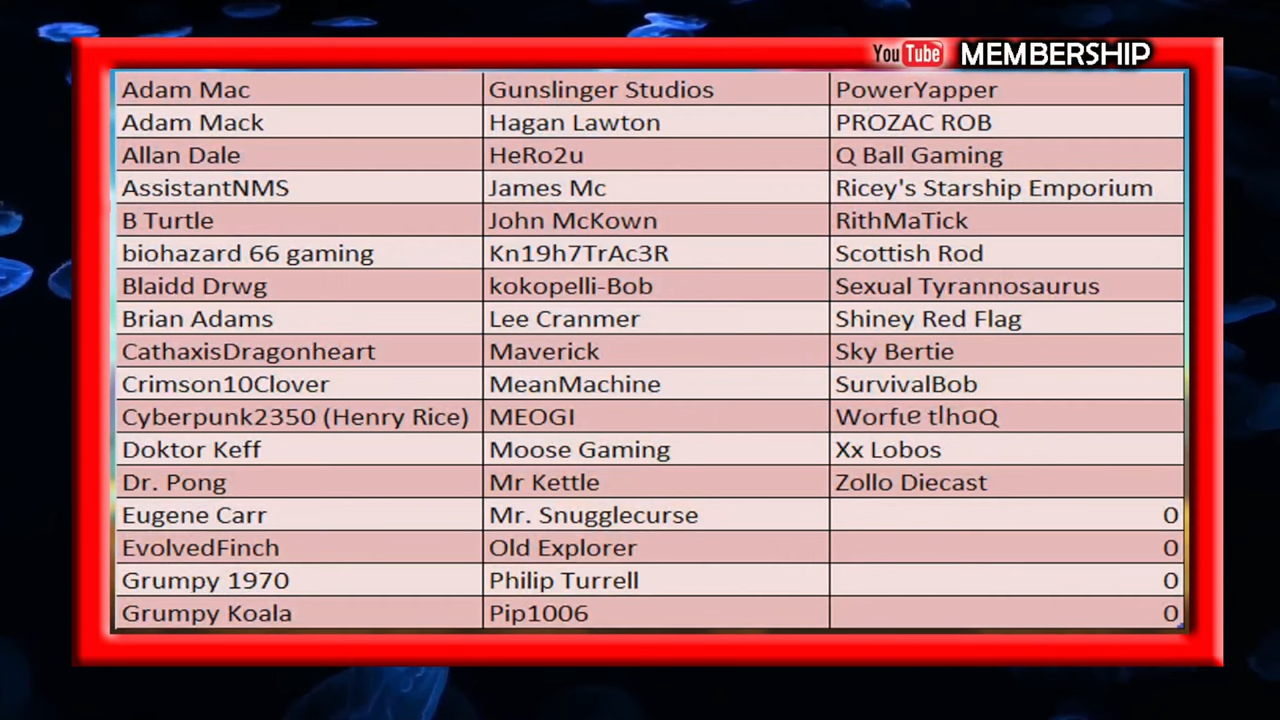 YouTube MEMBERSHIP
Adam Mac Gunslinger Studios PowerYapper
Adam Mack Hagan Lawton PROZAC ROB
Allan Dale HeRo2u Q Ball Gaming
AssistantNMS James Mc Ricey's Starship Emporium
B Turtle John McKown RithMaTick
biohazard 66 gaming Kn19h7TrAc3R Scottish Rod
Blaidd Drwg kokopelli-Bob Sexual Tyrannosaurus
Brian Adams Lee Cranmer Shiney Red Flag
CathaxisDragonheart Maverick Sky Bertie
Crimson10Clover MeanMachine SurvivalBob
Cyberpunk2350 (Henry Rice) MEOGI Worfɩҽ tlhɑQ
Doktor Keff Moose Gaming Xx Lobos
Dr. Pong Mr Kettle Zollo Diecast
Eugene Carr Mr. Snugglecurse 0
EvolvedFinch Old Explorer 0
Grumpy 1970 Philip Turrell 0
Grumpy Koala Pip1006 0